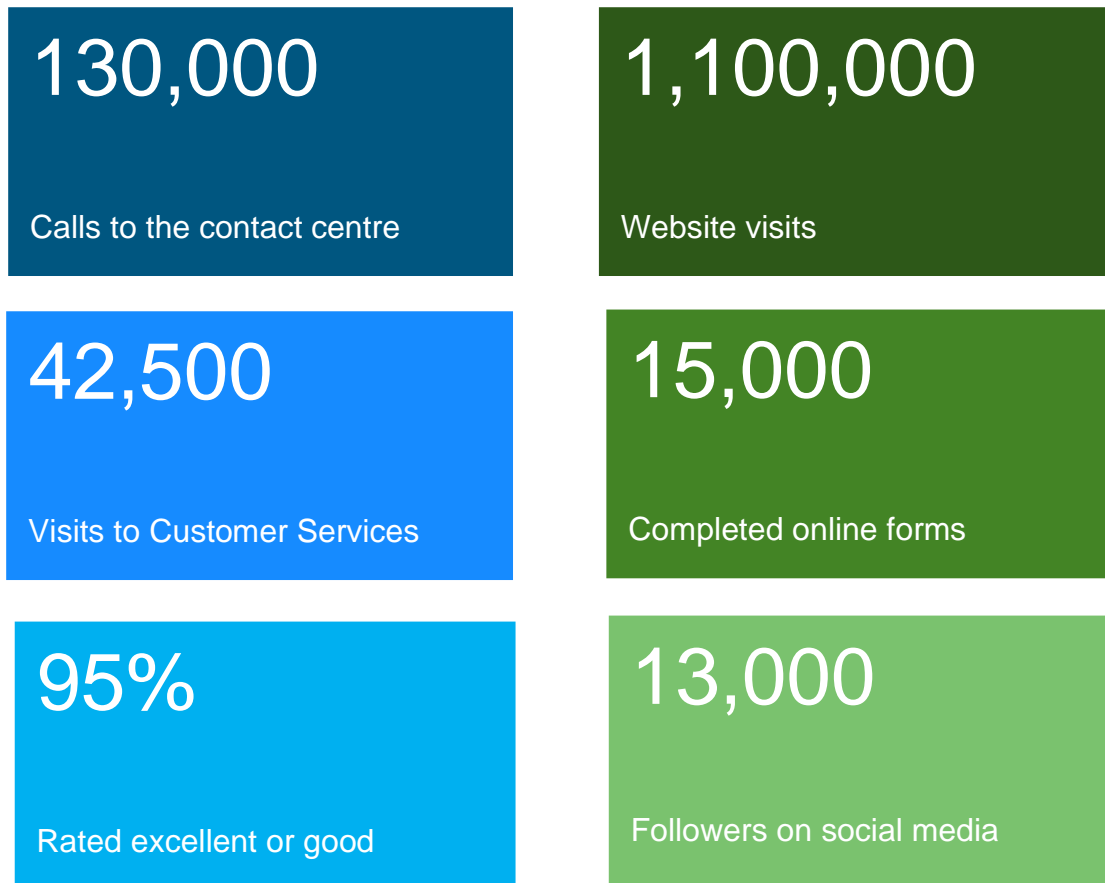 130,000
Calls to the contact centre
1,100,000
Website visits
42,500
Visits to Customer Services
15,000
Completed online forms
95%
Rated excellent or good
13,000
Followers on social media